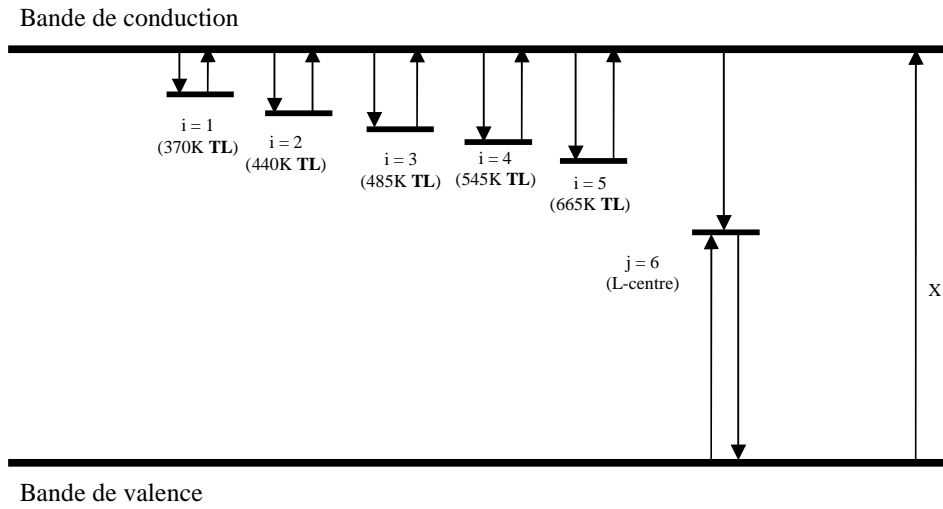 Bande de conduction
i = 1
(370K TL)
i = 2
(440K TL)
i = 3
(485K TL)
i = 4
(545K TL)
i = 5
(665K TL)
j = 6
(L-centre)
X
Bande de valence